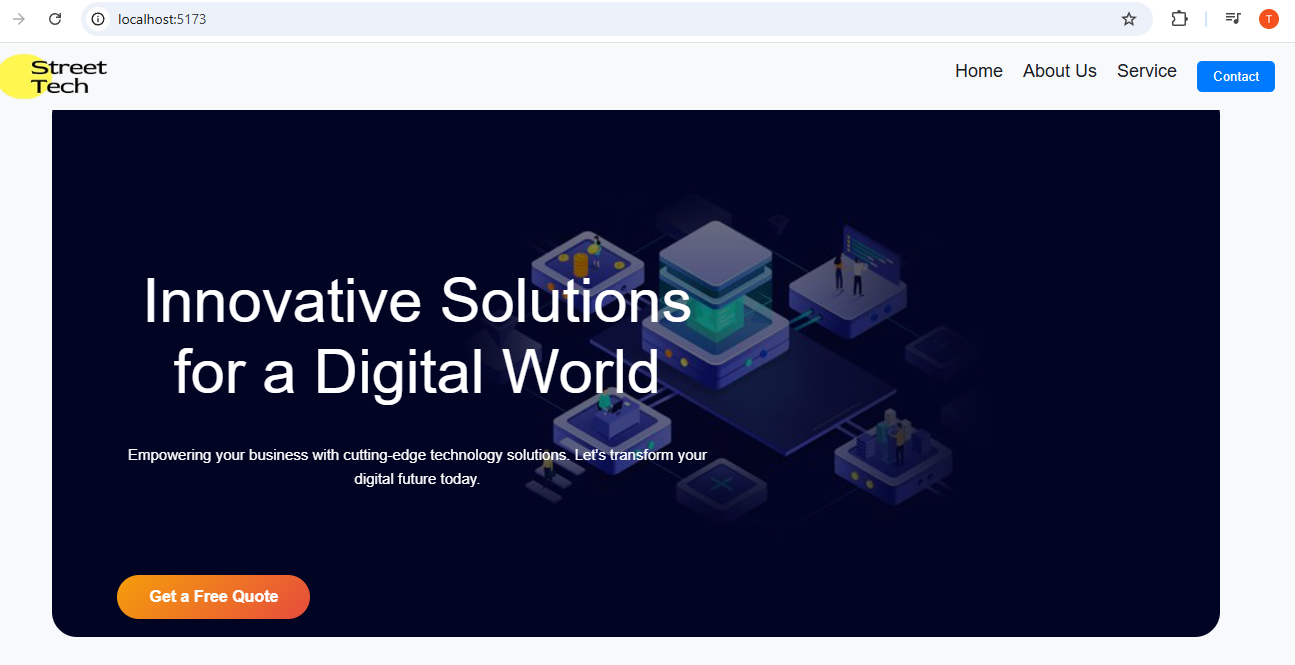 localhost:5173
T
Street
Tech
Home About Us Service Contact
Innovative Solutions
for a Digital World
Empowering your business with cutting-edge technology solutions. Let's transform your
digital future today.
Get a Free Quote